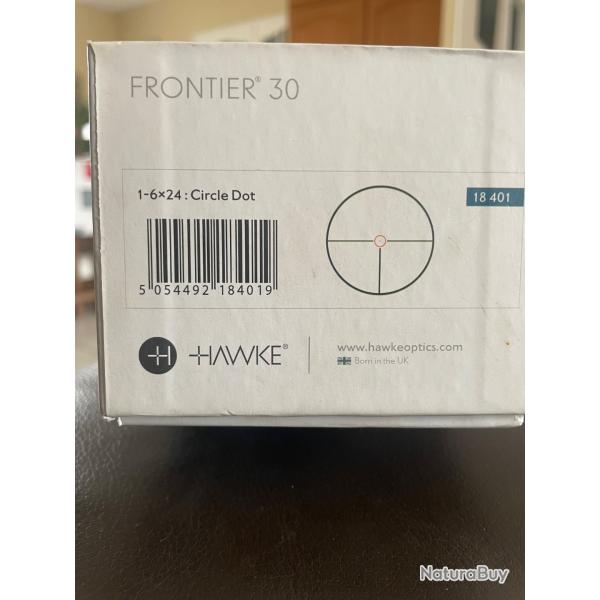 FRONTIER® 30
1-6×24 : Circle Dot
18 401
5 054492 184019
H HAWKE®
www.hawkeoptics.com
Born in the UK
NaturaBuy